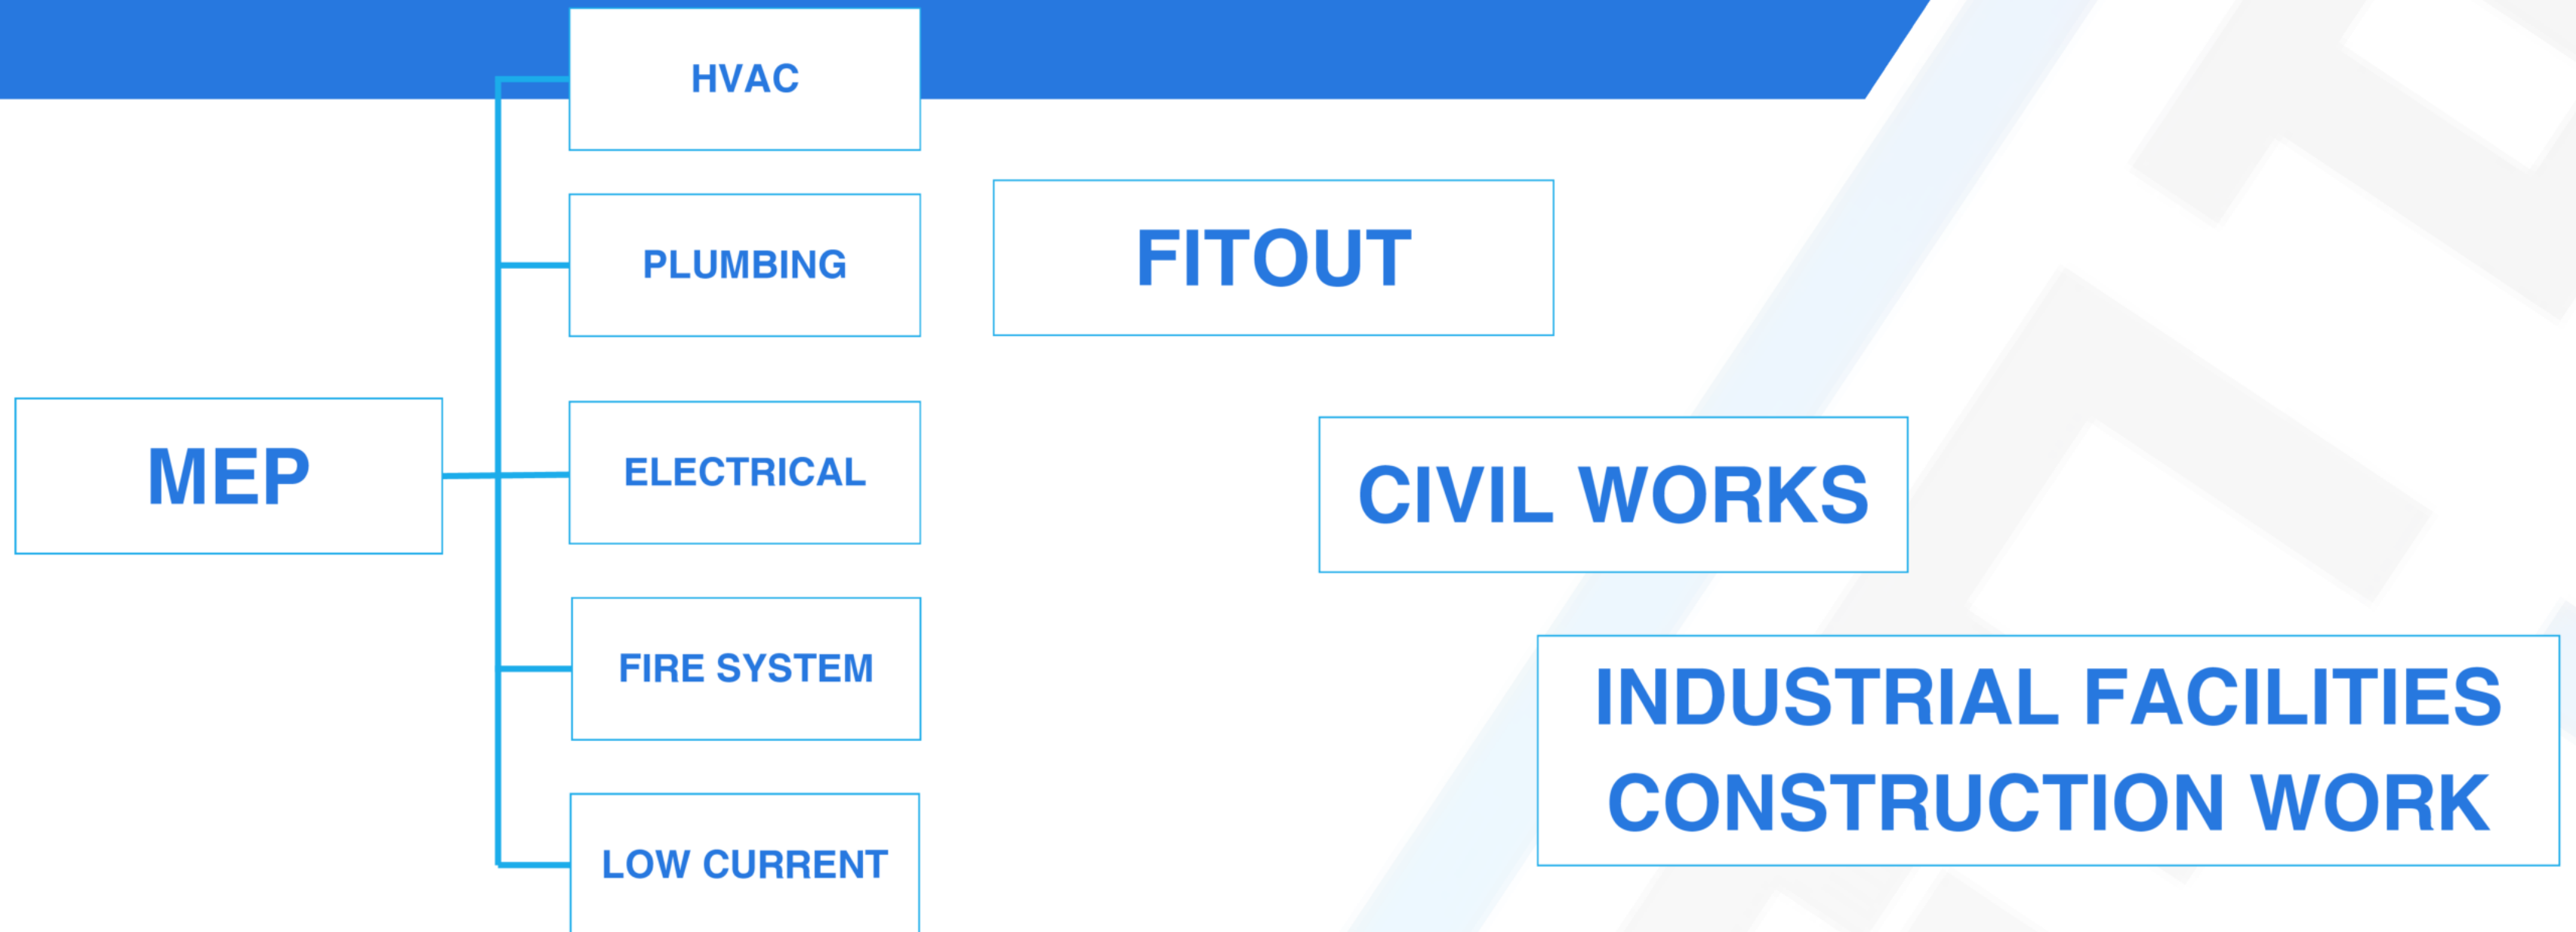 HVAC
PLUMBING
FITOUT
MEP
ELECTRICAL
CIVIL WORKS
FIRE SYSTEM
INDUSTRIAL FACILITIES
CONSTRUCTION WORK
LOW CURRENT